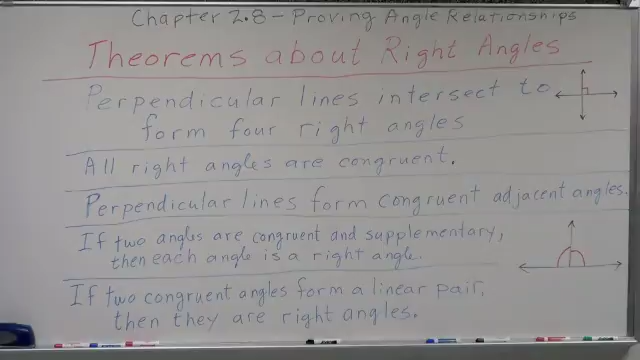 Chapter 2.8 - Proving Angle Relationships
Theorems about Right Angles
Perpendicular lines intersect to
form four right angles
All right angles are congruent.
Perpendicular lines form congruent adjacent angles.
If two angles are congruent and supplementary,
then each angle is a right angle.
If two congruent angles form a linear pair,
then they are right angles.